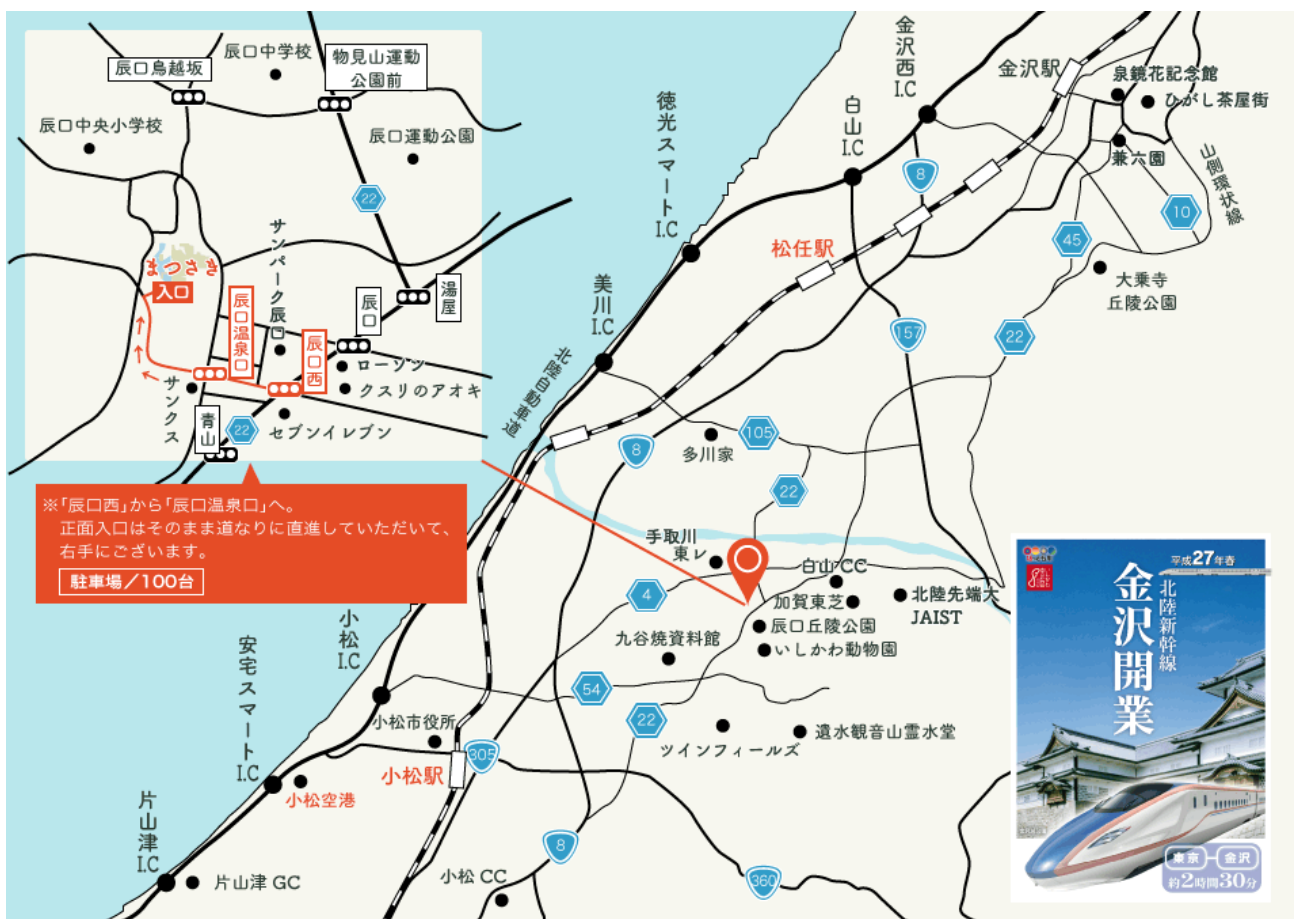 辰口鳥越坂
辰口中学校
物見山運動
公園前
辰口中央小学校
辰口運動公園
22
サンパーク辰口
まつさき
入口
辰口温泉口
辰口西
辰口
湯屋
ローソン
クスリのアオキ
サンクス
青山
22
セブンイレブン
※「辰口西」から「辰口温泉口」へ。
正面入口はそのまま道なりに直進していただいて、
右手にございます。
駐車場／100台
金沢西I.C
白山I.C
徳光スマートI.C
美川I.C
北陸自動車道
小松I.C
安宅スマートI.C
片山津I.C
金沢駅
泉鏡花記念館
ひがし茶屋街
兼六園
山側環状線
8
10
45
松任駅
大乗寺
丘陵公園
157
22
105
8
多川家
22
手取川
東レ
白山CC
4
加賀東芝
北陸先端大
JAIST
辰口丘陵公園
九谷焼資料館
いしかわ動物園
54
22
小松市役所
ツインフィールズ
遣水観音山霊水堂
305
小松駅
小松空港
8
片山津GC
小松CC
360
平成27年春
北陸新幹線
金沢開業
東京ー金沢
約2時間30分